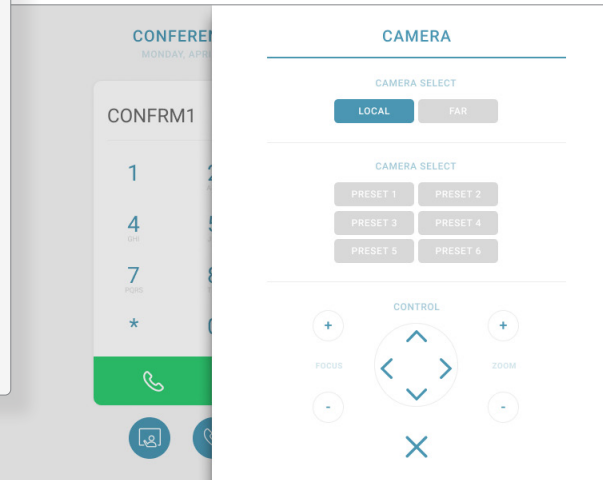 CONFEREN
MONDAY, APRI
CONFRM1
1
4
GHI
7
PQRS
*
CAMERA
CAMERA SELECT
LOCAL FAR
CAMERA SELECT
PRESET 1 PRESET 2
PRESET 3 PRESET 4
PRESET 5 PRESET 6
CONTROL
+ +
FOCUS ZOOM
- -